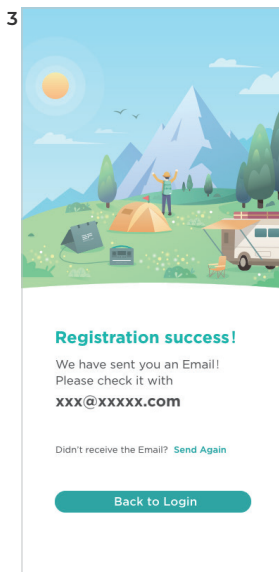 3
Registration success!
We have sent you an Email!
Please check it with
xxx@xxxxx.com
Didn't receive the Email? Send Again
Back to Login